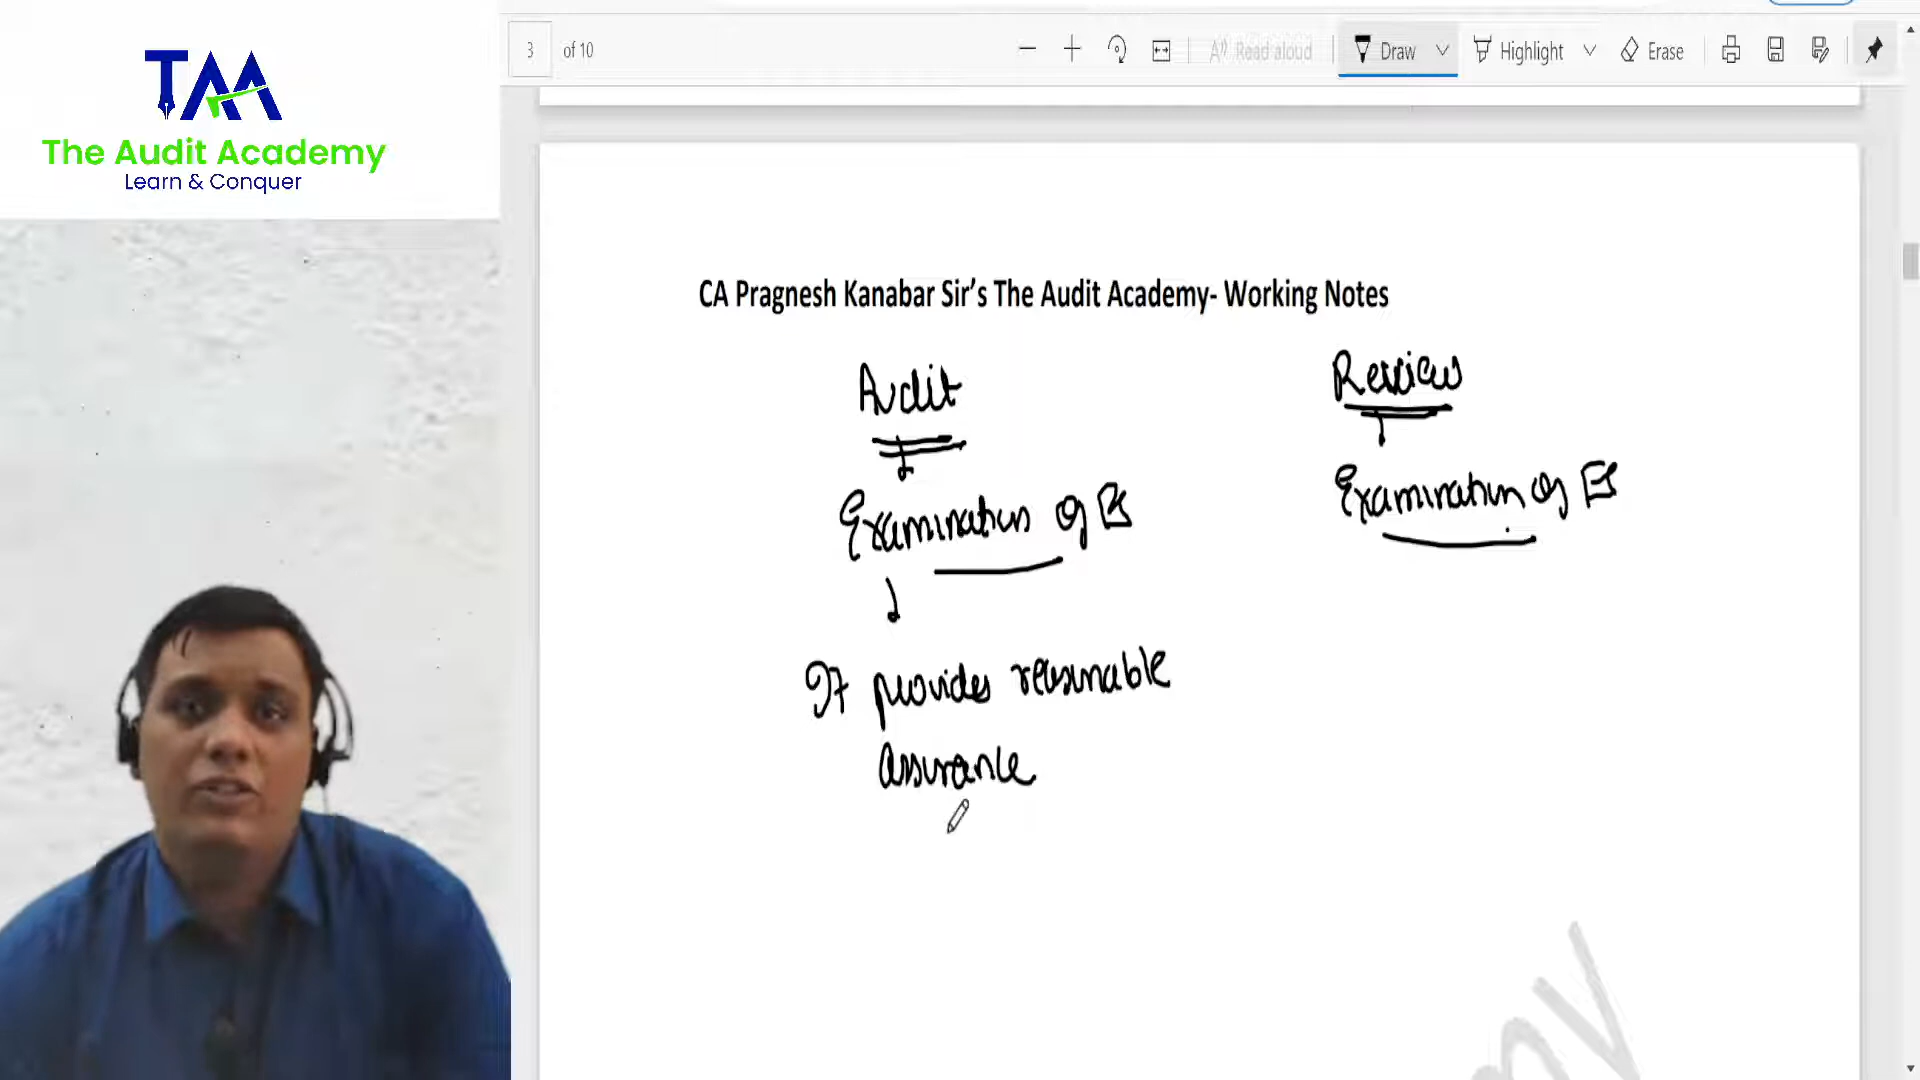 TAA
The Audit Academy
Learn & Conquer
3 of 10
Read aloud
Draw
Highlight
Erase
CA Pragnesh Kanabar Sir's The Audit Academy- Working Notes
Audit
Review
Examination of FS
Examination of FS
It provides reasonable
assurance